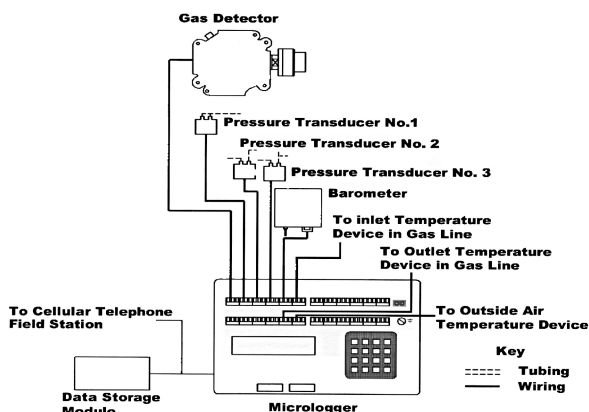 Gas Detector
Pressure Transducer No.1
Pressure Transducer No. 2
Pressure Transducer No. 3
Barometer
To inlet Temperature
Device in Gas Line
To Outlet Temperature
Device in Gas Line
To Cellular Telephone
Field Station
To Outside Air
Temperature Device
Key
Tubing
Wiring
Data Storage
Module
Micrologger